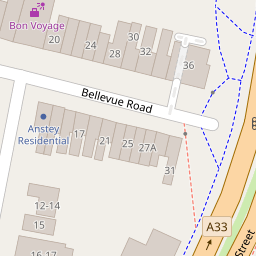 Bon Voyage
20
24
28
30
32
36
Bellevue Road
Anstey
Residential
17
21
25
27A
31
12-14
15
16-17
A33
Street